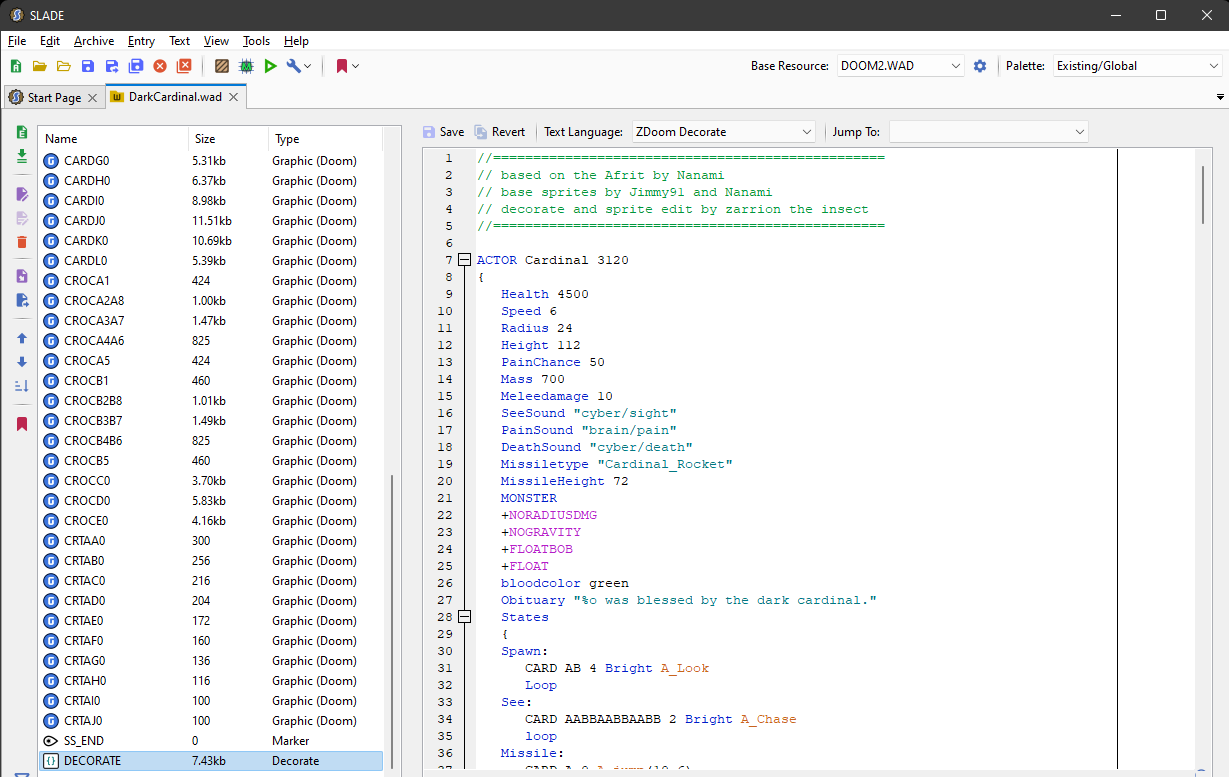 SLADE
File Edit Archive Entry Text View Tools Help
Base Resource: DOOM2.WAD Palette: Existing/Global
Start Page DarkCardinal.wad
Save Revert Text Language: ZDoom Decorate Jump To:
Name Size Type
CARDG0 5.31kb Graphic (Doom)
CARDH0 6.37kb Graphic (Doom)
CARDI0 8.98kb Graphic (Doom)
CARDJ0 11.51kb Graphic (Doom)
CARDK0 10.69kb Graphic (Doom)
CARDL0 5.39kb Graphic (Doom)
CROCA1 424 Graphic (Doom)
CROCA2A8 1.00kb Graphic (Doom)
CROCA3A7 1.47kb Graphic (Doom)
CROCA4A6 825 Graphic (Doom)
CROCA5 424 Graphic (Doom)
CROCB1 460 Graphic (Doom)
CROCB2B8 1.01kb Graphic (Doom)
CROCB3B7 1.49kb Graphic (Doom)
CROCB4B6 825 Graphic (Doom)
CROCB5 460 Graphic (Doom)
CROCC0 3.70kb Graphic (Doom)
CROCD0 5.83kb Graphic (Doom)
CROCE0 4.16kb Graphic (Doom)
CRTAA0 300 Graphic (Doom)
CRTAB0 256 Graphic (Doom)
CRTAC0 216 Graphic (Doom)
CRTAD0 204 Graphic (Doom)
CRTAE0 172 Graphic (Doom)
CRTAF0 160 Graphic (Doom)
CRTAG0 136 Graphic (Doom)
CRTAH0 116 Graphic (Doom)
CRTAI0 100 Graphic (Doom)
CRTAJ0 100 Graphic (Doom)
SS_END 0 Marker
DECORATE 7.43kb Decorate
1 //=================================================
2 // based on the Afrit by Nanami
3 // base sprites by Jimmy91 and Nanami
4 // decorate and sprite edit by zarrion the insect
5 //=================================================
6
7 ACTOR Cardinal 3120
8 {
9 Health 4500
10 Speed 6
11 Radius 24
12 Height 112
13 PainChance 50
14 Mass 700
15 Meleedamage 10
16 SeeSound "cyber/sight"
17 PainSound "brain/pain"
18 DeathSound "cyber/death"
19 Missiletype "Cardinal_Rocket"
20 MissileHeight 72
21 MONSTER
22 +NORADIUSDMG
23 +NOGRAVITY
24 +FLOATBOB
25 +FLOAT
26 bloodcolor green
27 Obituary "%o was blessed by the dark cardinal."
28 States
29 {
30 Spawn:
31 CARD AB 4 Bright A_Look
32 Loop
33 See:
34 CARD AABBAABBAABB 2 Bright A_Chase
35 loop
36 Missile: